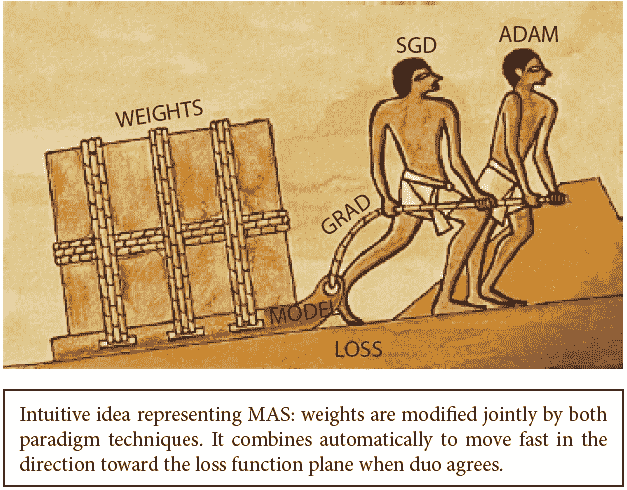 SGD
ADAM
WEIGHTS
GRAD
MODEL
LOSS
Intuitive idea representing MAS: weights are modified jointly by both
paradigm techniques. It combines automatically to move fast in the
direction toward the loss function plane when duo agrees.